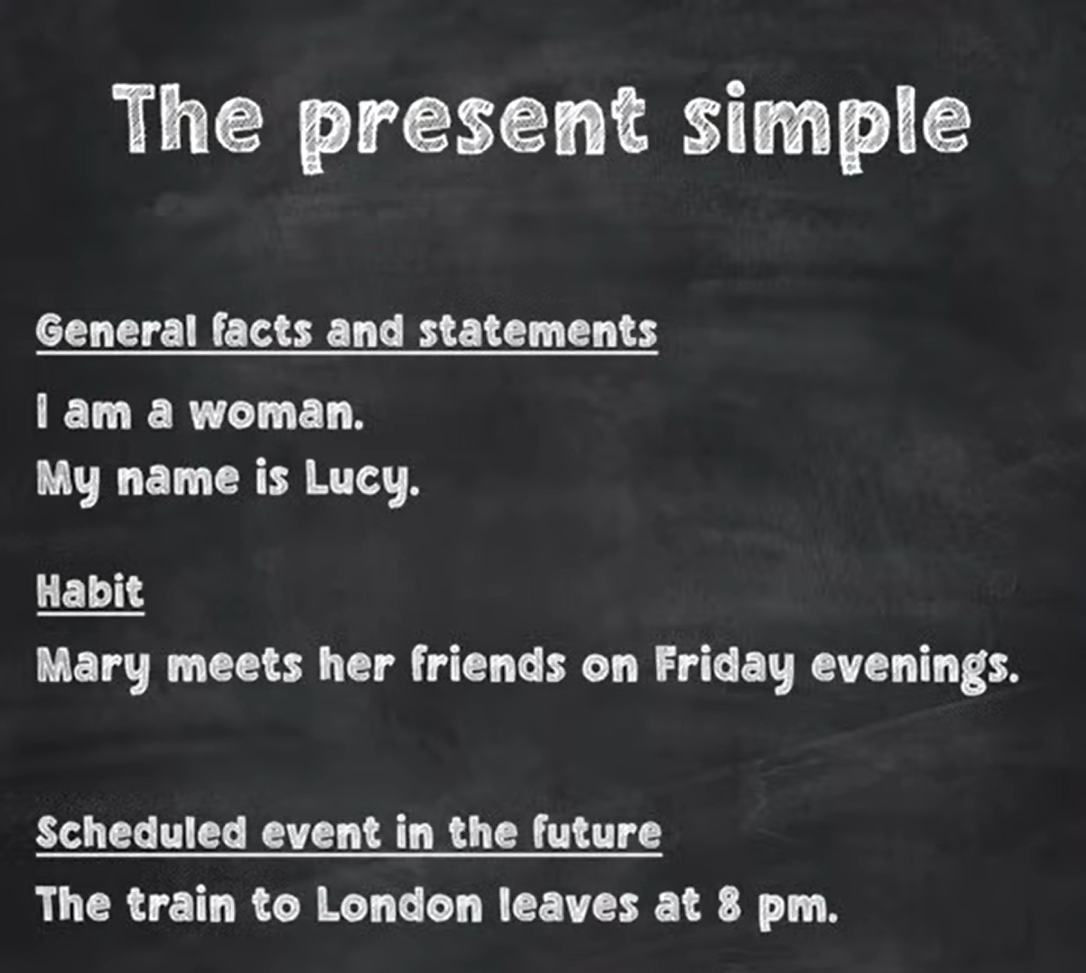 The present simple
General facts and statements
I am a woman.
My name is Lucy.
Habit
Mary meets her friends on Friday evenings.
Scheduled event in the future
The train to London leaves at 8 pm.